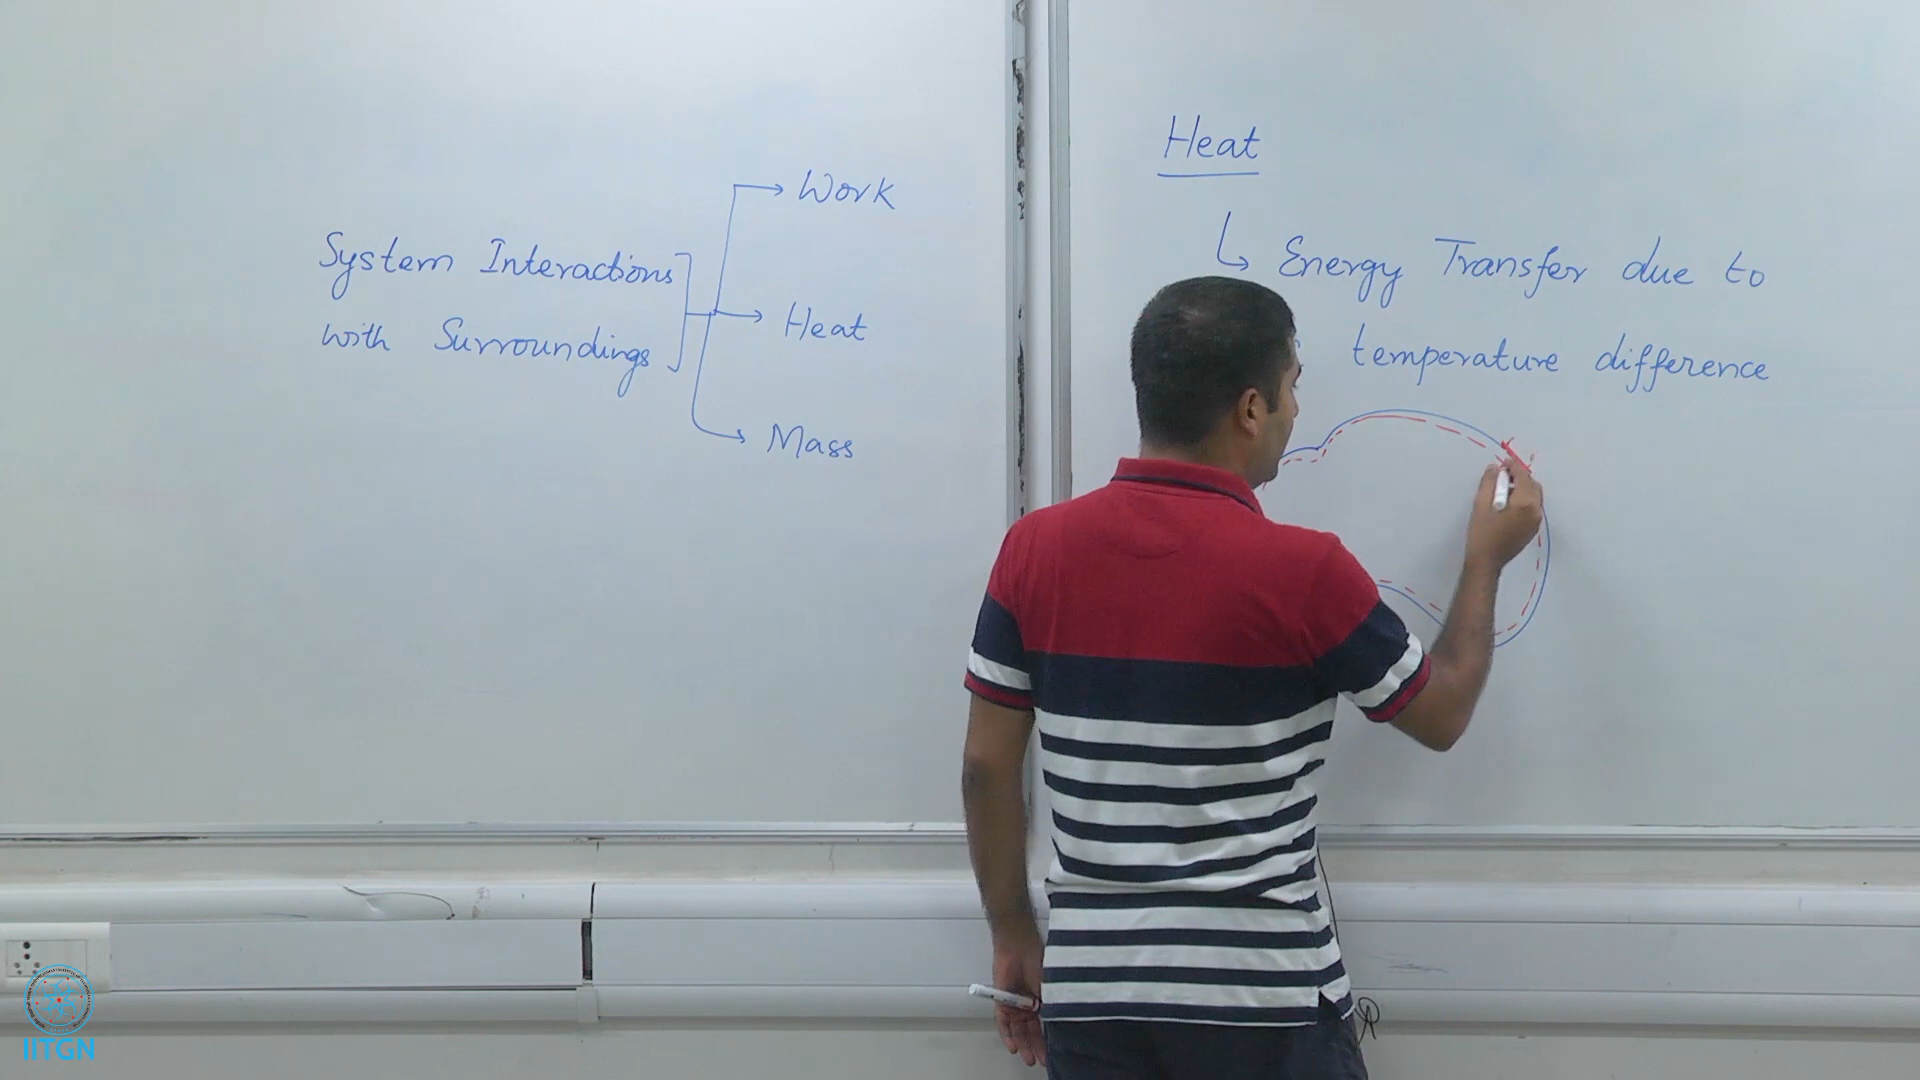 System Interactions
with Surroundings
Work
Heat
Mass
Heat
Energy Transfer due to
temperature difference
IITGN